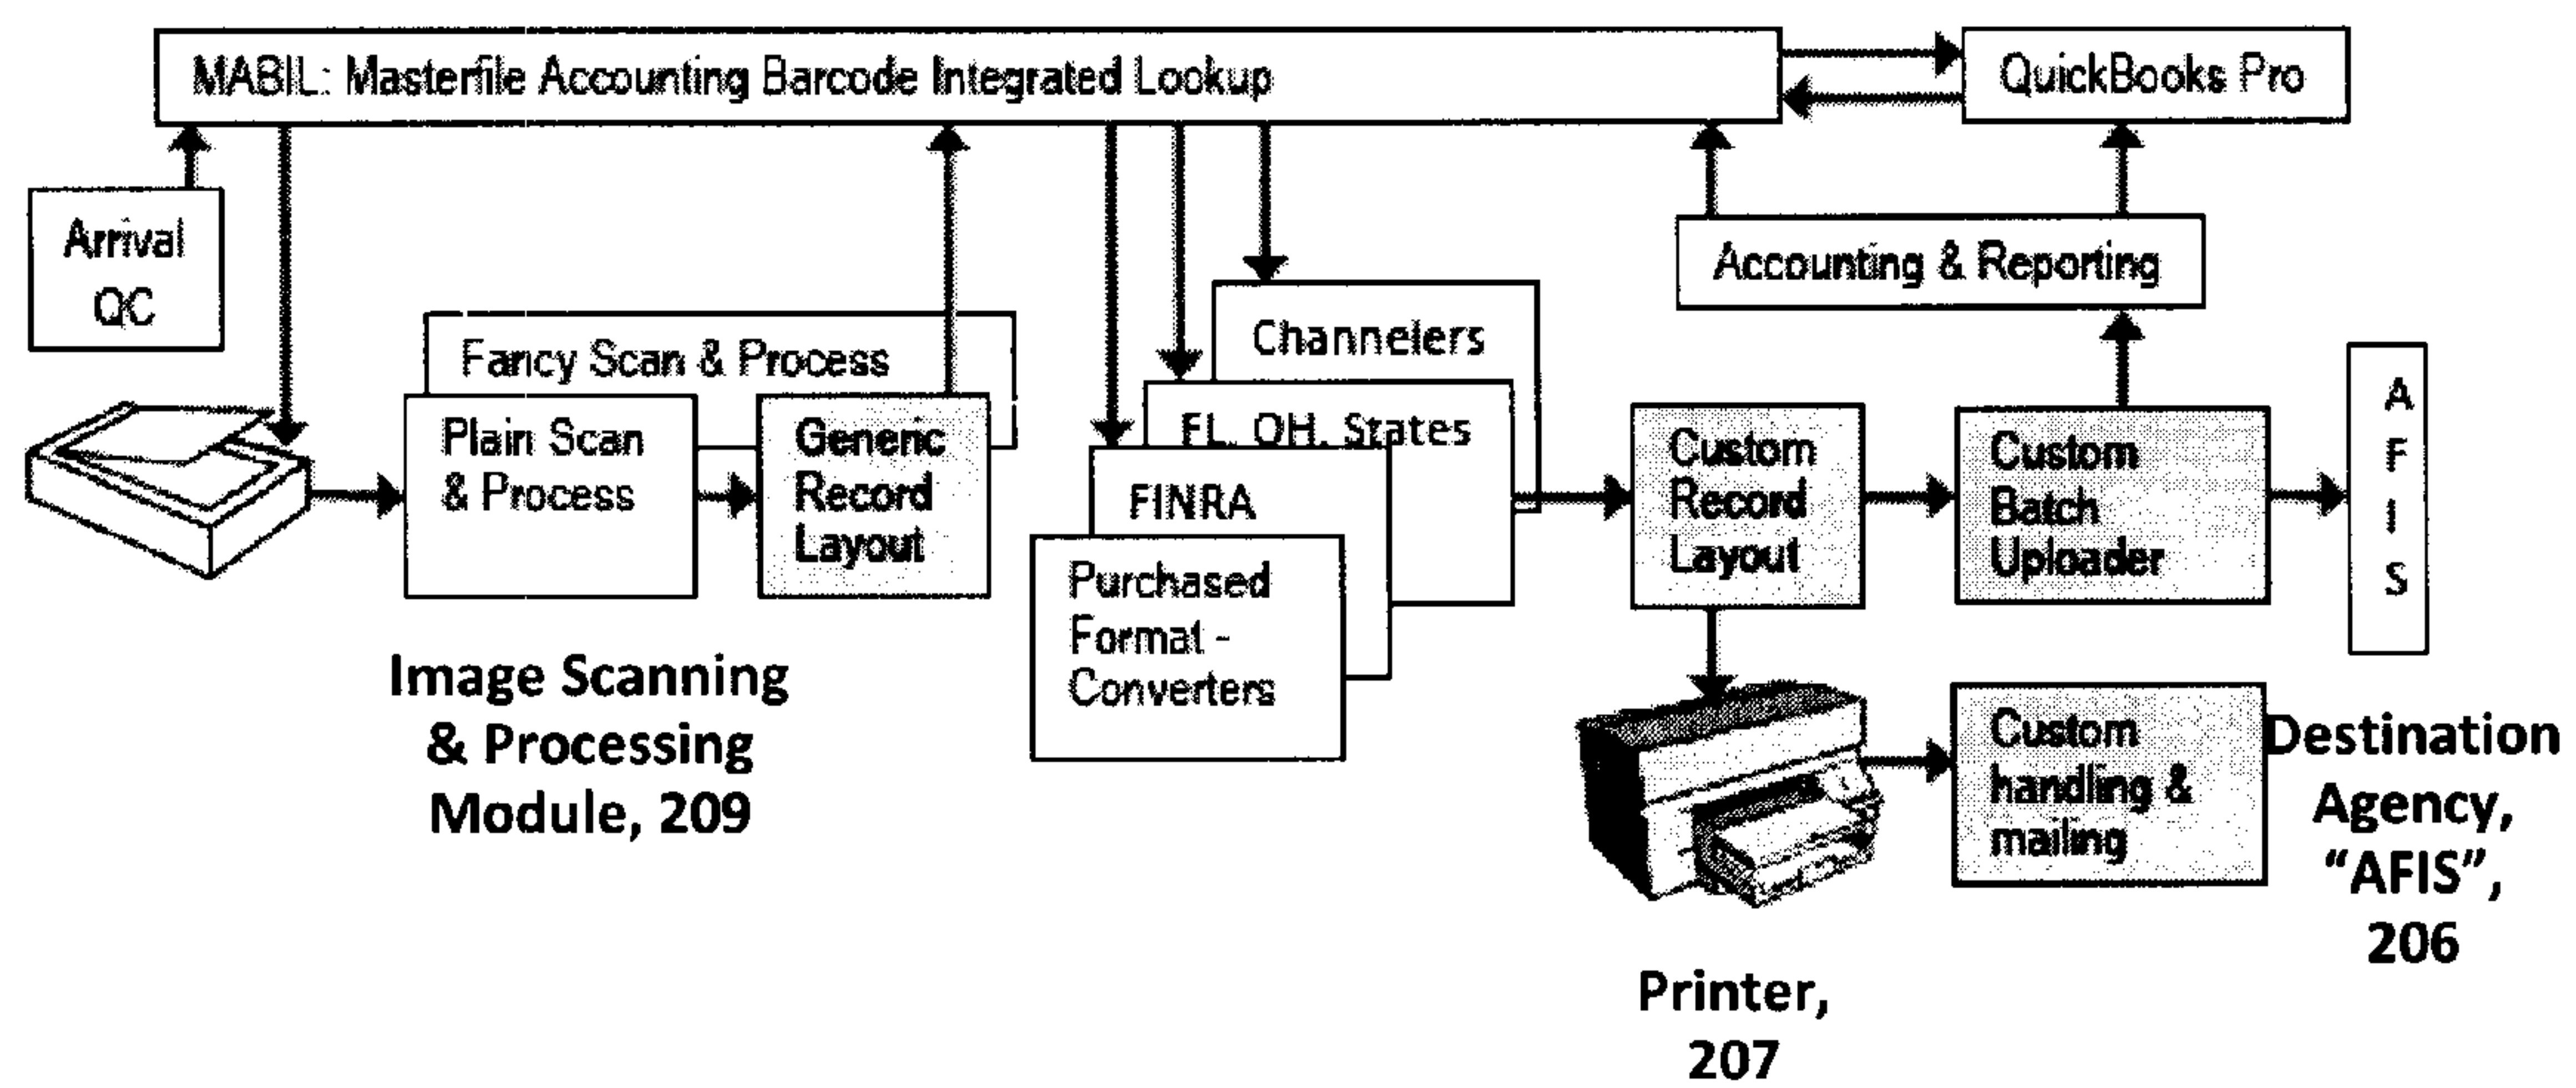 MABIL: Masterfile Accounting Barcode Integrated Lookup
QuickBooks Pro
Arrival
QC
Accounting & Reporting
Fancy Scan & Process
Plain Scan
& Process
Generic
Record
Layout
Channelers
FL, OH, States
FINRA
Purchased
Format -
Converters
Custom
Record
Layout
Custom
Batch
Uploader
A
F
I
S
Image Scanning
& Processing
Module, 209
Custom
handling &
mailing
Destination
Agency,
“AFIS”,
206
Printer,
207